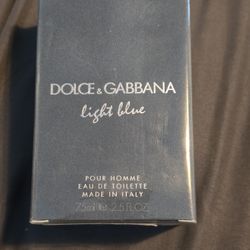 DOLCE & GABBANA
light blue
POUR HOMME
EAU DE TOILETTE
MADE IN ITALY
75ml ℮ 2.5 FL.OZ.